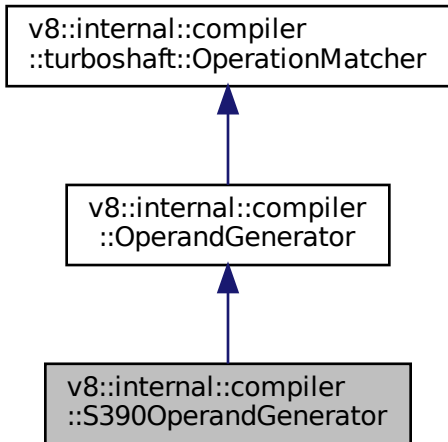 v8::internal::compiler
::turboshaft::OperationMatcher
v8::internal::compiler
::OperandGenerator
v8::internal::compiler
::S390OperandGenerator